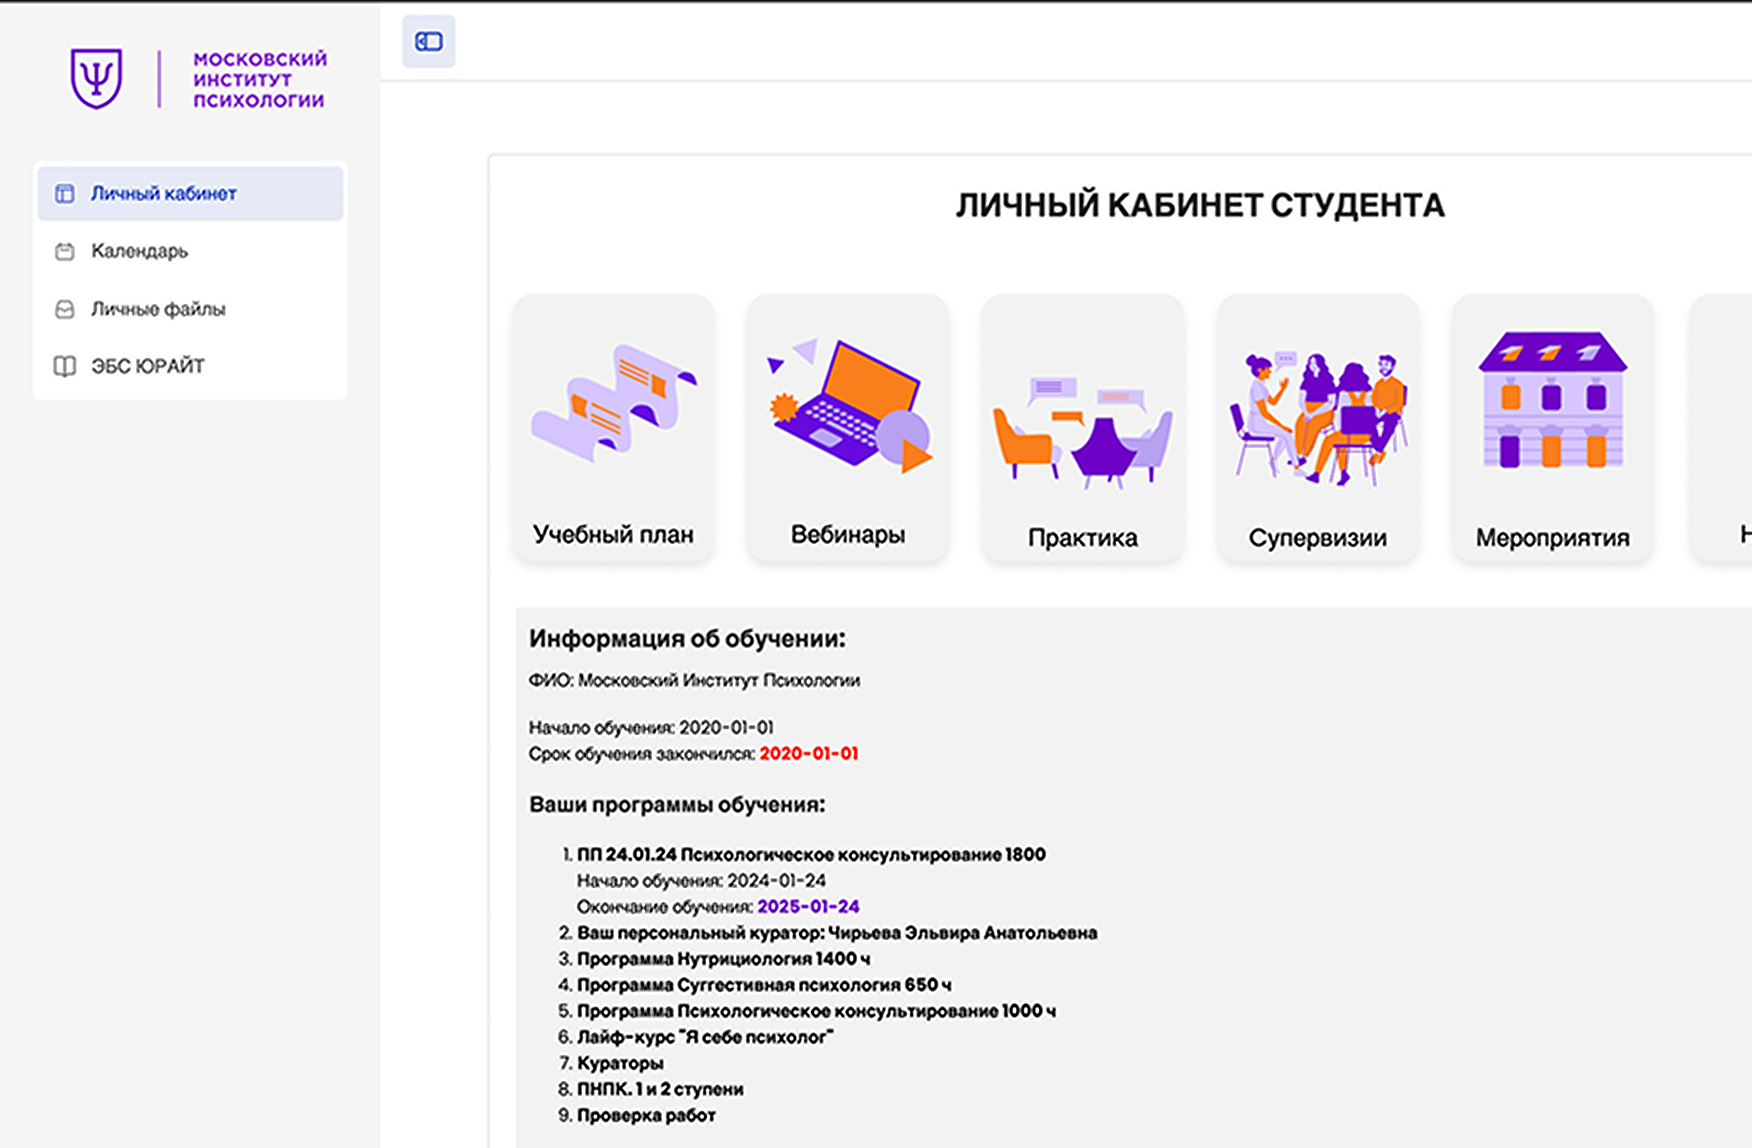 МОСКОВСКИЙ
ИНСТИТУТ
ПСИХОЛОГИИ
Личный кабинет
Календарь
Личные файлы
ЭБС ЮРАЙТ
ЛИЧНЫЙ КАБИНЕТ СТУДЕНТА
Учебный план
Вебинары
Практика
Супервизии
Мероприятия
Информация об обучении:
ФИО: Московский Институт Психологии
Начало обучения: 2020-01-01
Срок обучения закончился: 2020-01-01
Ваши программы обучения:
1. ПП 24.01.24 Психологическое консультирование 1800
Начало обучения: 2024-01-24
Окончание обучения: 2025-01-24
2. Ваш персональный куратор: Чирьева Эльвира Анатольевна
3. Программа Нутрициология 1400 ч
4. Программа Суггестивная психология 650 ч
5. Программа Психологическое консультирование 1000 ч
6. Лайф-курс "Я себе психолог"
7. Кураторы
8. ПНПК. 1 и 2 ступени
9. Проверка работ